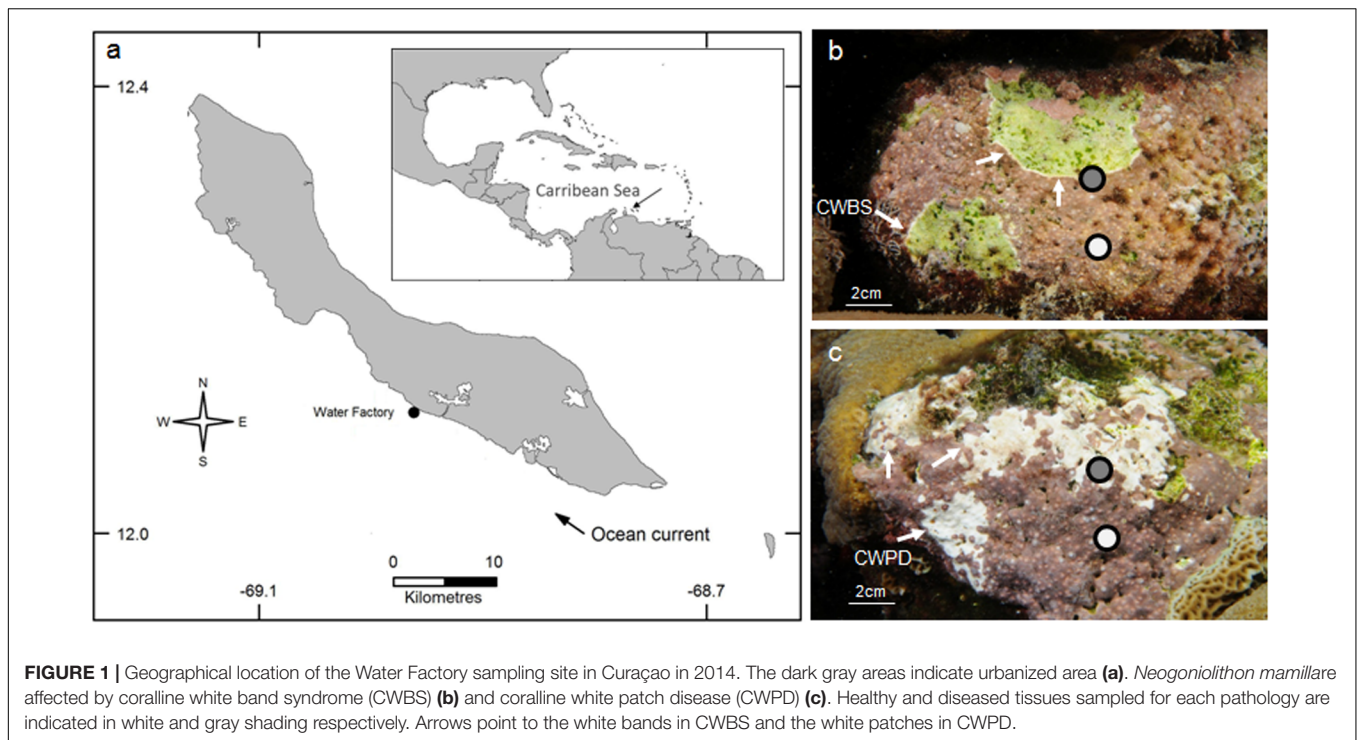 a
12.4
12.0
-69.1
-68.7
Carribean Sea
N
W
E
S
Water Factory
Ocean current
0
10
Kilometres
b
CWBS
2cm
c
CWPD
2cm
FIGURE 1 | Geographical location of the Water Factory sampling site in Curaçao in 2014. The dark gray areas indicate urbanized area (a). Neogoniolithon mamillare
affected by coralline white band syndrome (CWBS) (b) and coralline white patch disease (CWPD) (c). Healthy and diseased tissues sampled for each pathology are
indicated in white and gray shading respectively. Arrows point to the white bands in CWBS and the white patches in CWPD.